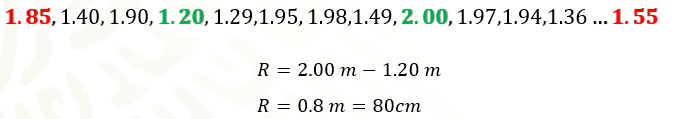 1.85, 1.40, 1.90, 1.20, 1.29,1.95, 1.98,1.49, 2.00, 1.97,1.94,1.36 ... 1.55
R = 2.00 m − 1.20 m
R = 0.8 m = 80cm